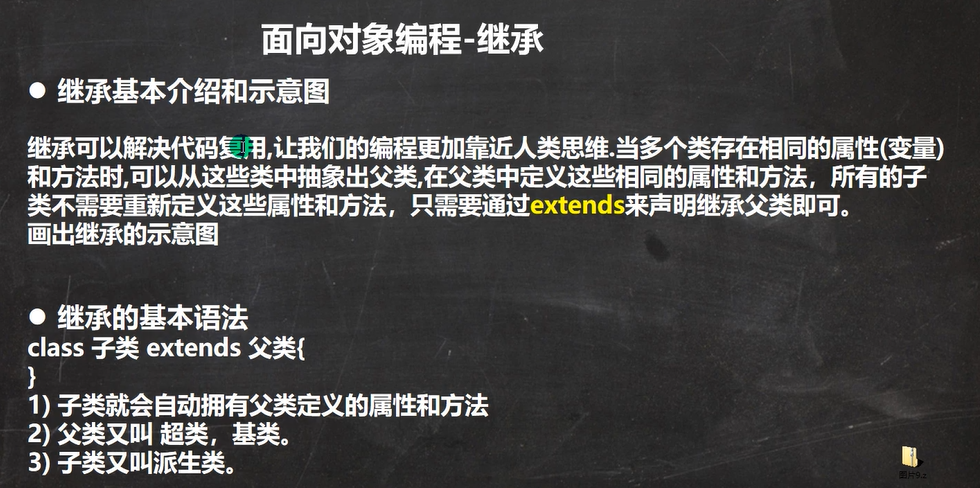 面向对象编程-继承
● 继承基本介绍和示意图
继承可以解决代码复用,让我们的编程更加靠近人类思维.当多个类存在相同的属性(变量)
和方法时,可以从这些类中抽象出父类,在父类中定义这些相同的属性和方法，所有的子
类不需要重新定义这些属性和方法，只需要通过extends来声明继承父类即可。
画出继承的示意图
● 继承的基本语法
class 子类 extends 父类{
}
1) 子类就会自动拥有父类定义的属性和方法
2) 父类又叫 超类，基类。
3) 子类又叫派生类。